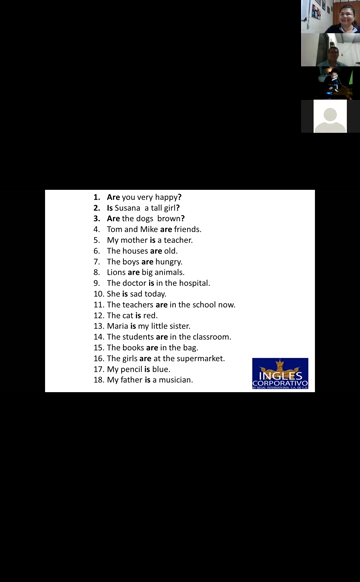 1. Are you very happy?
2. Is Susana a tall girl?
3. Are the dogs brown?
4. Tom and Mike are friends.
5. My mother is a teacher.
6. The houses are old.
7. The boys are hungry.
8. Lions are big animals.
9. The doctor is in the hospital.
10. She is sad today.
11. The teachers are in the school now.
12. The cat is red.
13. Maria is my little sister.
14. The students are in the classroom.
15. The books are in the bag.
16. The girls are at the supermarket.
17. My pencil is blue.
18. My father is a musician.
INGLES
CORPORATIVO